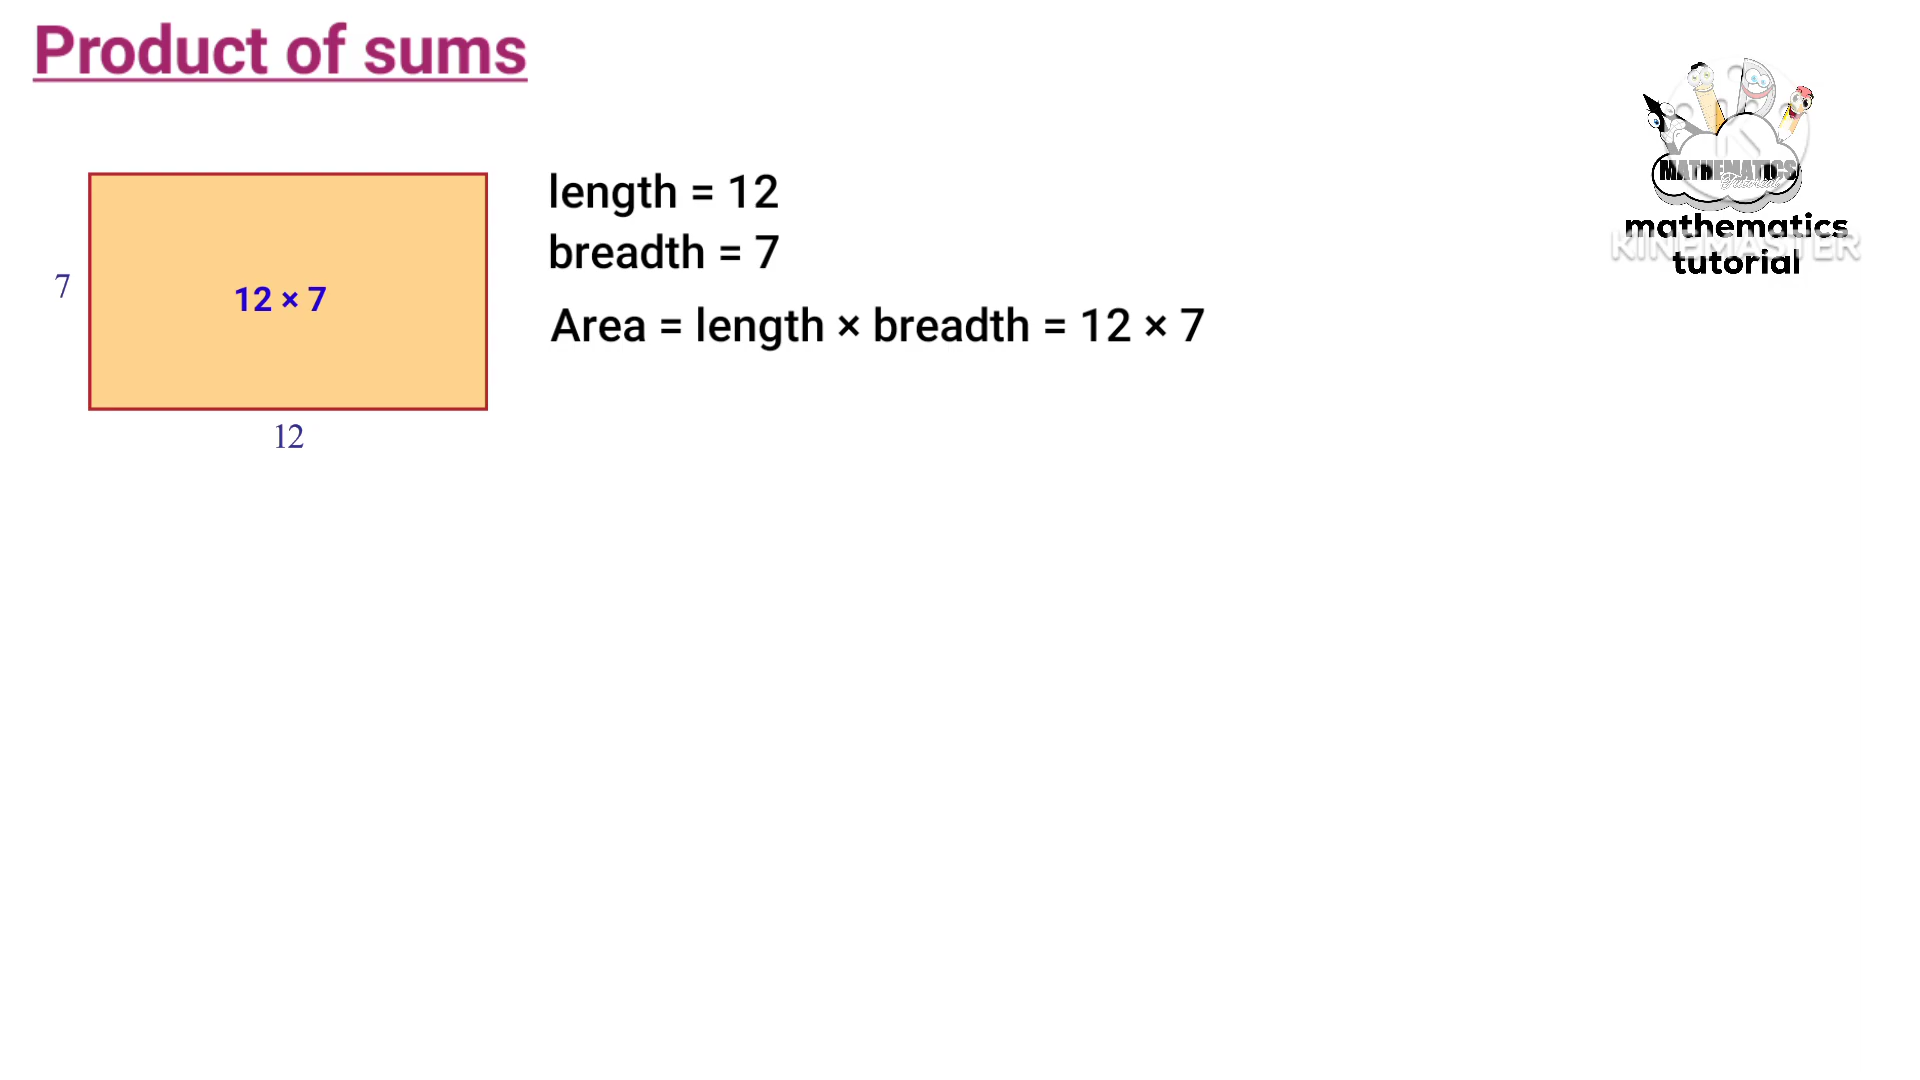 Product of sums
length = 12
breadth = 7
7
12 × 7
Area = length × breadth = 12 × 7
12
MATHEMATICS
Tutorial
mathematics
KINEMASTER
tutorial